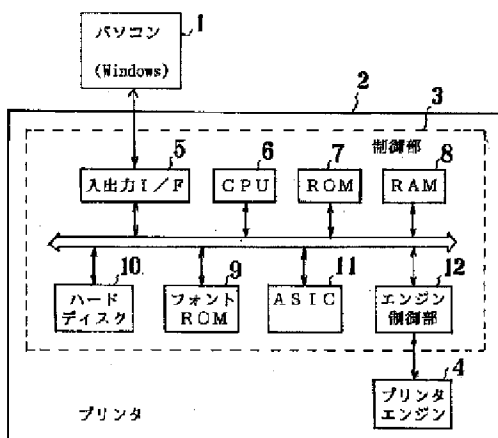 パソコン
(Windows)
1
2
3
制御部
5
入出力I/F
6
CPU
7
ROM
8
RAM
10
ハード
ディスク
9
フォント
ROM
11
ASIC
12
エンジン
制御部
4
プリンタ
エンジン
プリンタ